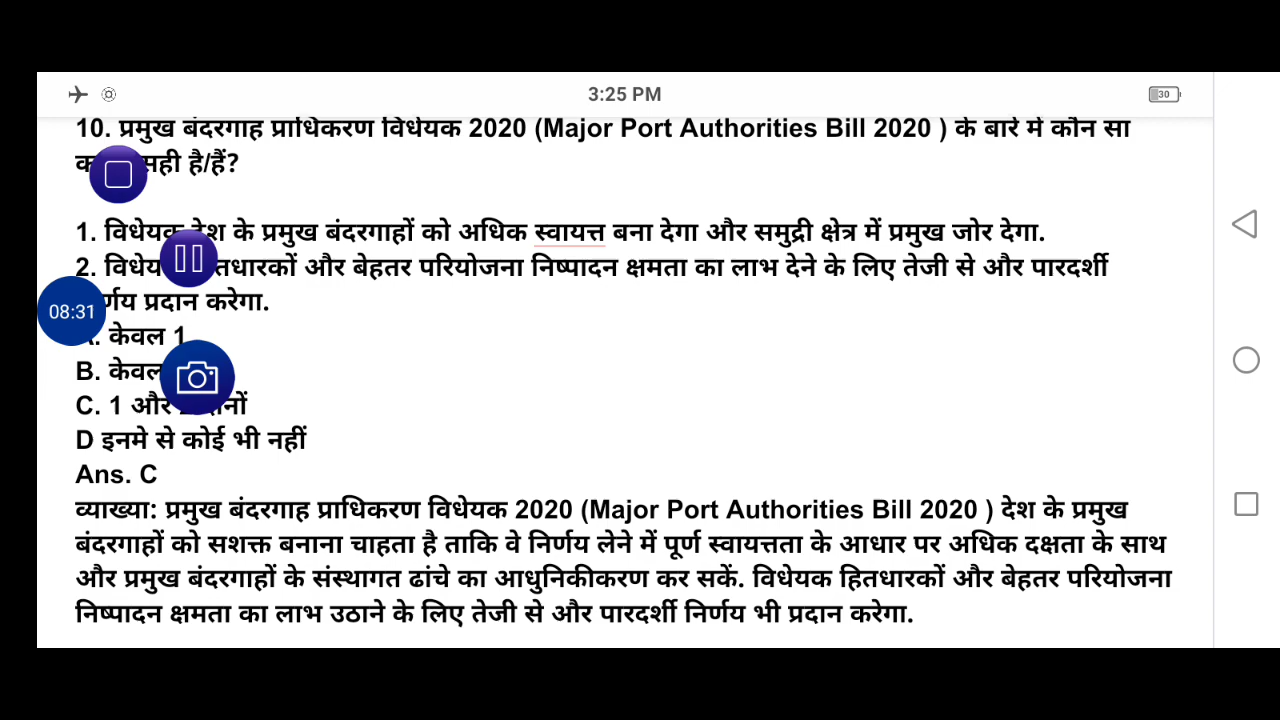 3:25 PM
30
10. प्रमुख बंदरगाह प्राधिकरण विधेयक 2020 (Major Port Authorities Bill 2020 ) के बारे में कौन सा
सही है/हैं?
1. विधेयक देश के प्रमुख बंदरगाहों को अधिक स्वायत्त बना देगा और समुद्री क्षेत्र में प्रमुख जोर देगा.
2. और बेहतर परियोजना निष्पादन क्षमता का लाभ देने के लिए तेजी से और पारदर्शी
08:31
प्रदान करेगा.
केवल 1
B. केवल
C. 1 और
D इनमे से कोई भी नहीं
Ans. C
व्याख्या: प्रमुख बंदरगाह प्राधिकरण विधेयक 2020 (Major Port Authorities Bill 2020 ) देश के प्रमुख
बंदरगाहों को सशक्त बनाना चाहता है ताकि वे निर्णय लेने में पूर्ण स्वायत्तता के आधार पर अधिक दक्षता के साथ
और प्रमुख बंदरगाहों के संस्थागत ढांचे का आधुनिकीकरण कर सकें. विधेयक हितधारकों और बेहतर परियोजना
निष्पादन क्षमता का लाभ उठाने के लिए तेजी से और पारदर्शी निर्णय भी प्रदान करेगा.